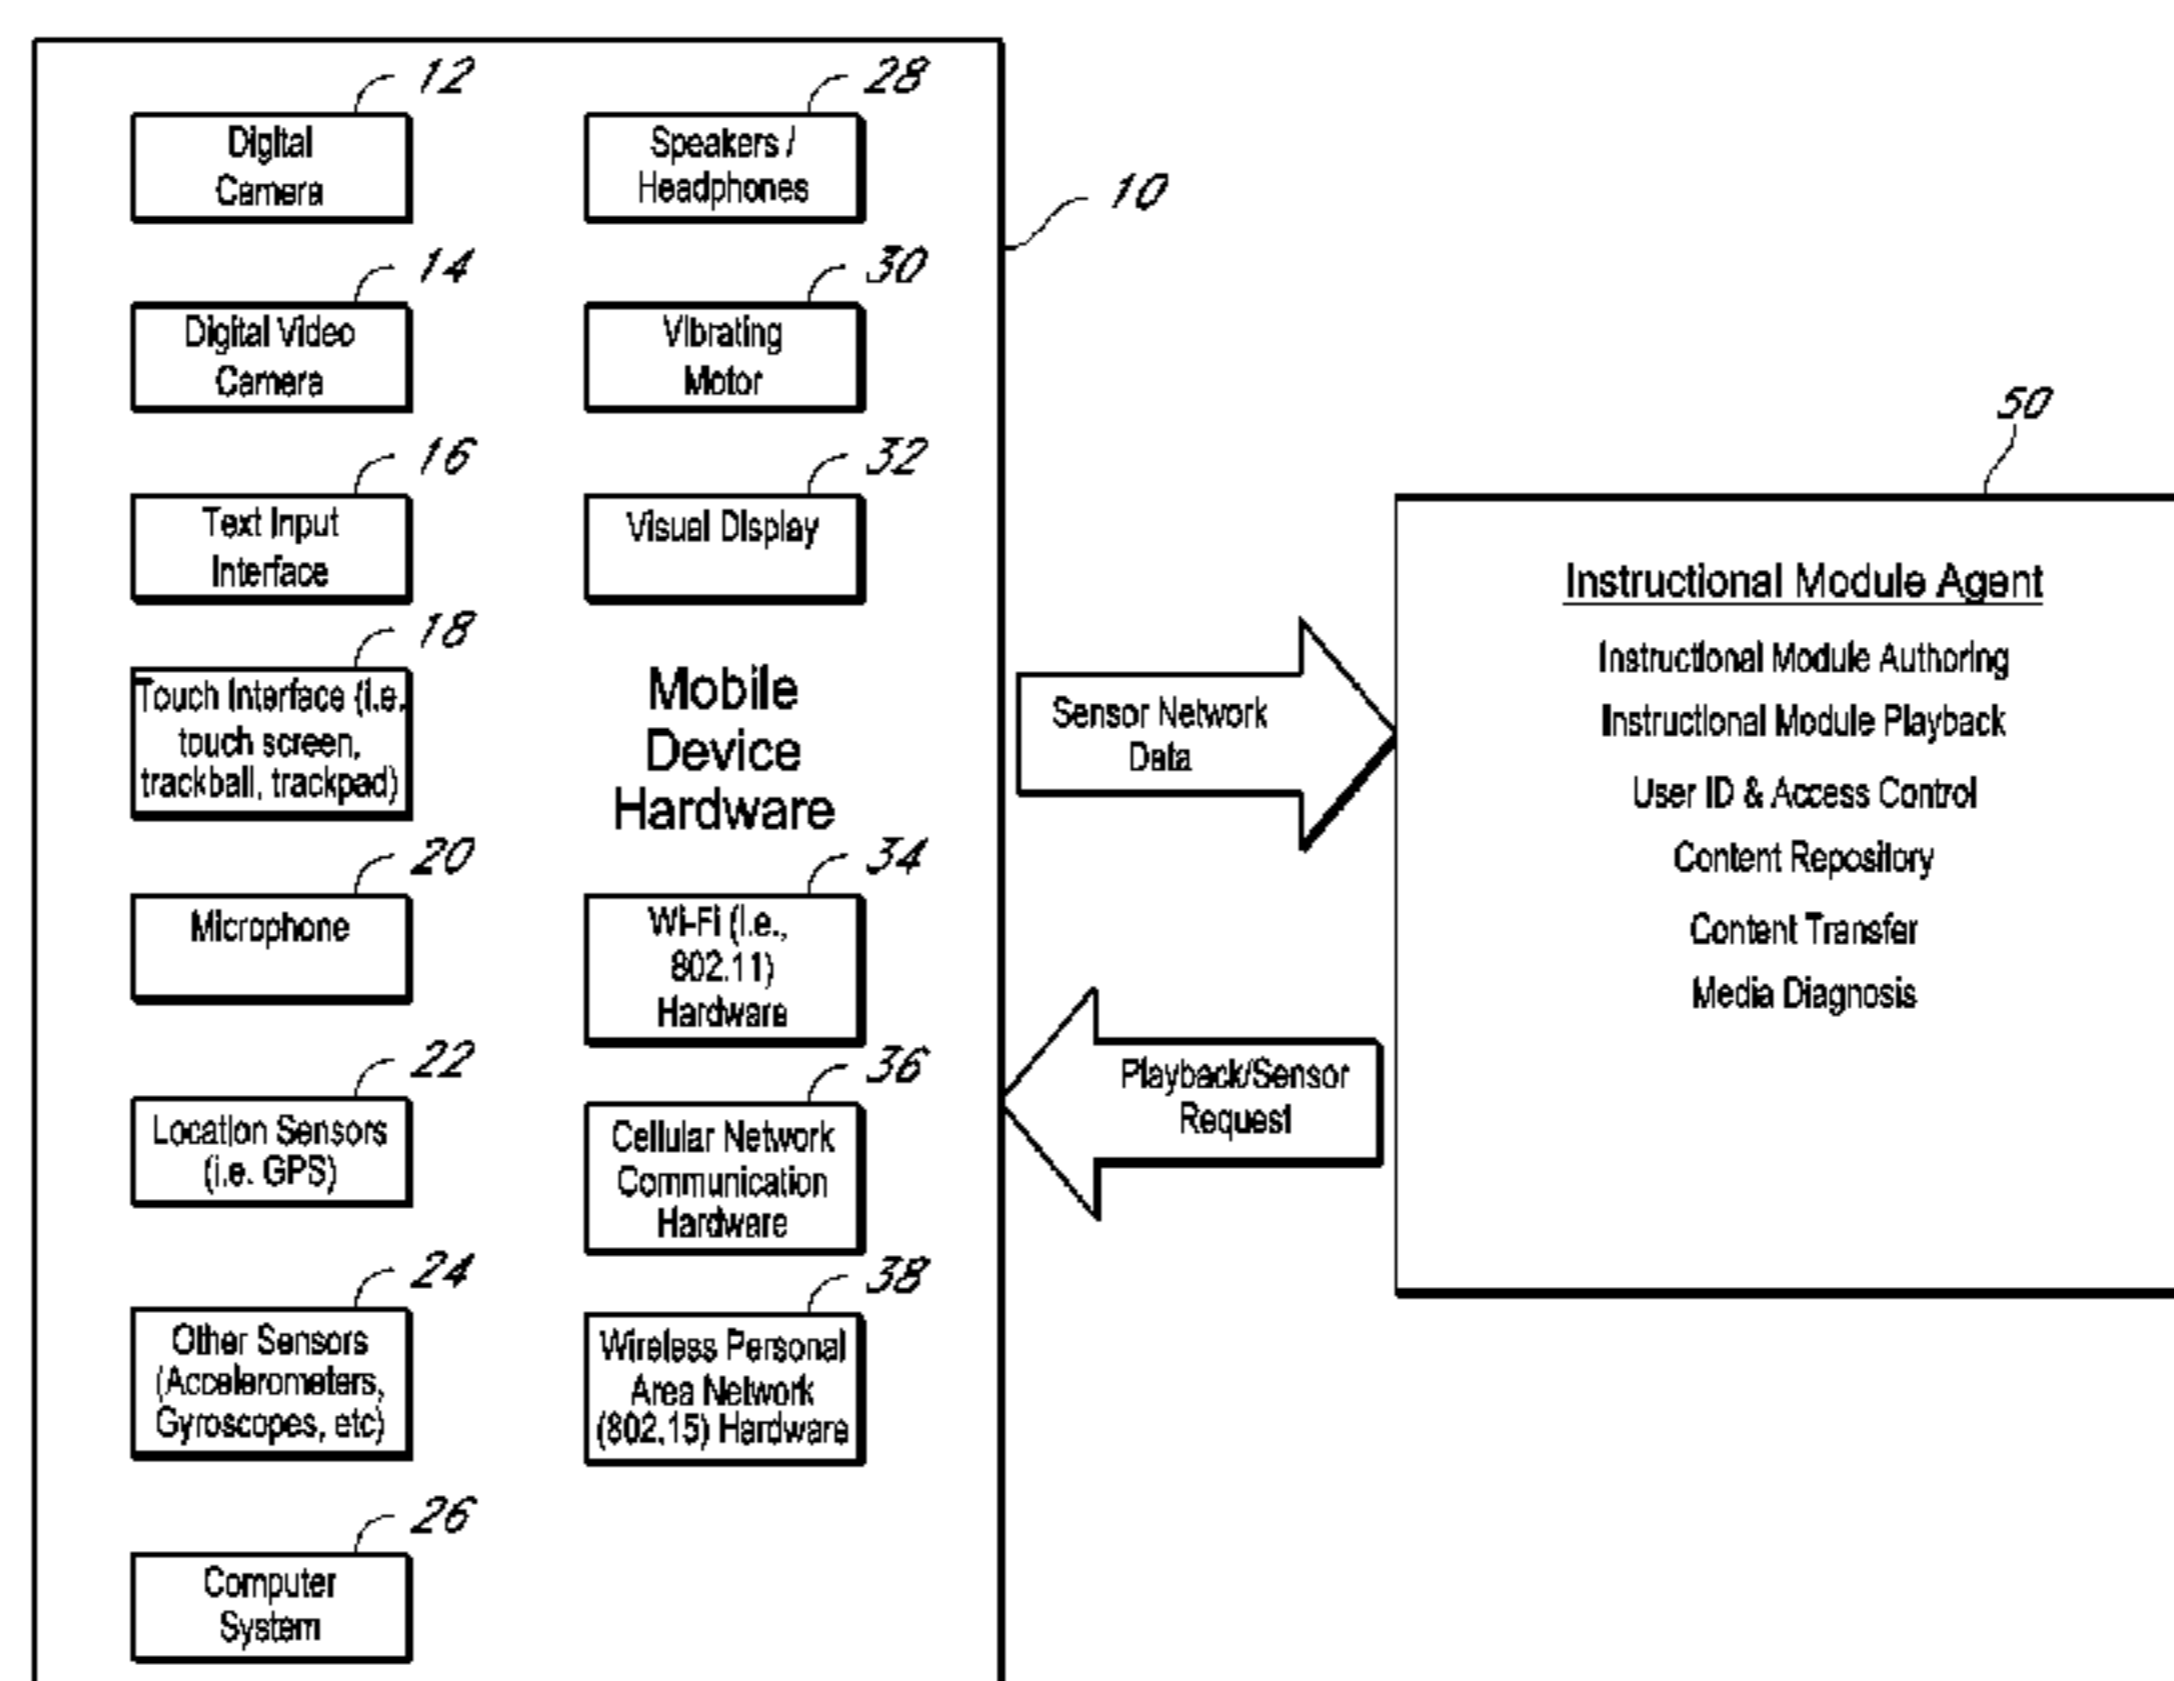 12
Digital
Camera
14
Digital Video
Camera
16
Text Input
Interface
18
Touch Interface (i.e.
touch screen,
trackball, trackpad)
20
Microphone
22
Location Sensors
(i.e. GPS)
24
Other Sensors
(Accelerometers,
Gyroscopes, etc)
26
Computer
System
28
Speakers /
Headphones
30
Vibrating
Motor
32
Visual Display
Mobile
Device
Hardware
34
Wi-Fi (i.e.,
802.11)
Hardware
36
Cellular Network
Communication
Hardware
38
Wireless Personal
Area Network
(802.15) Hardware
10
Sensor Network
Data
Playback/Sensor
Request
50
Instructional Module Agent
Instructional Module Authoring
Instructional Module Playback
User ID & Access Control
Content Repository
Content Transfer
Media Diagnosis